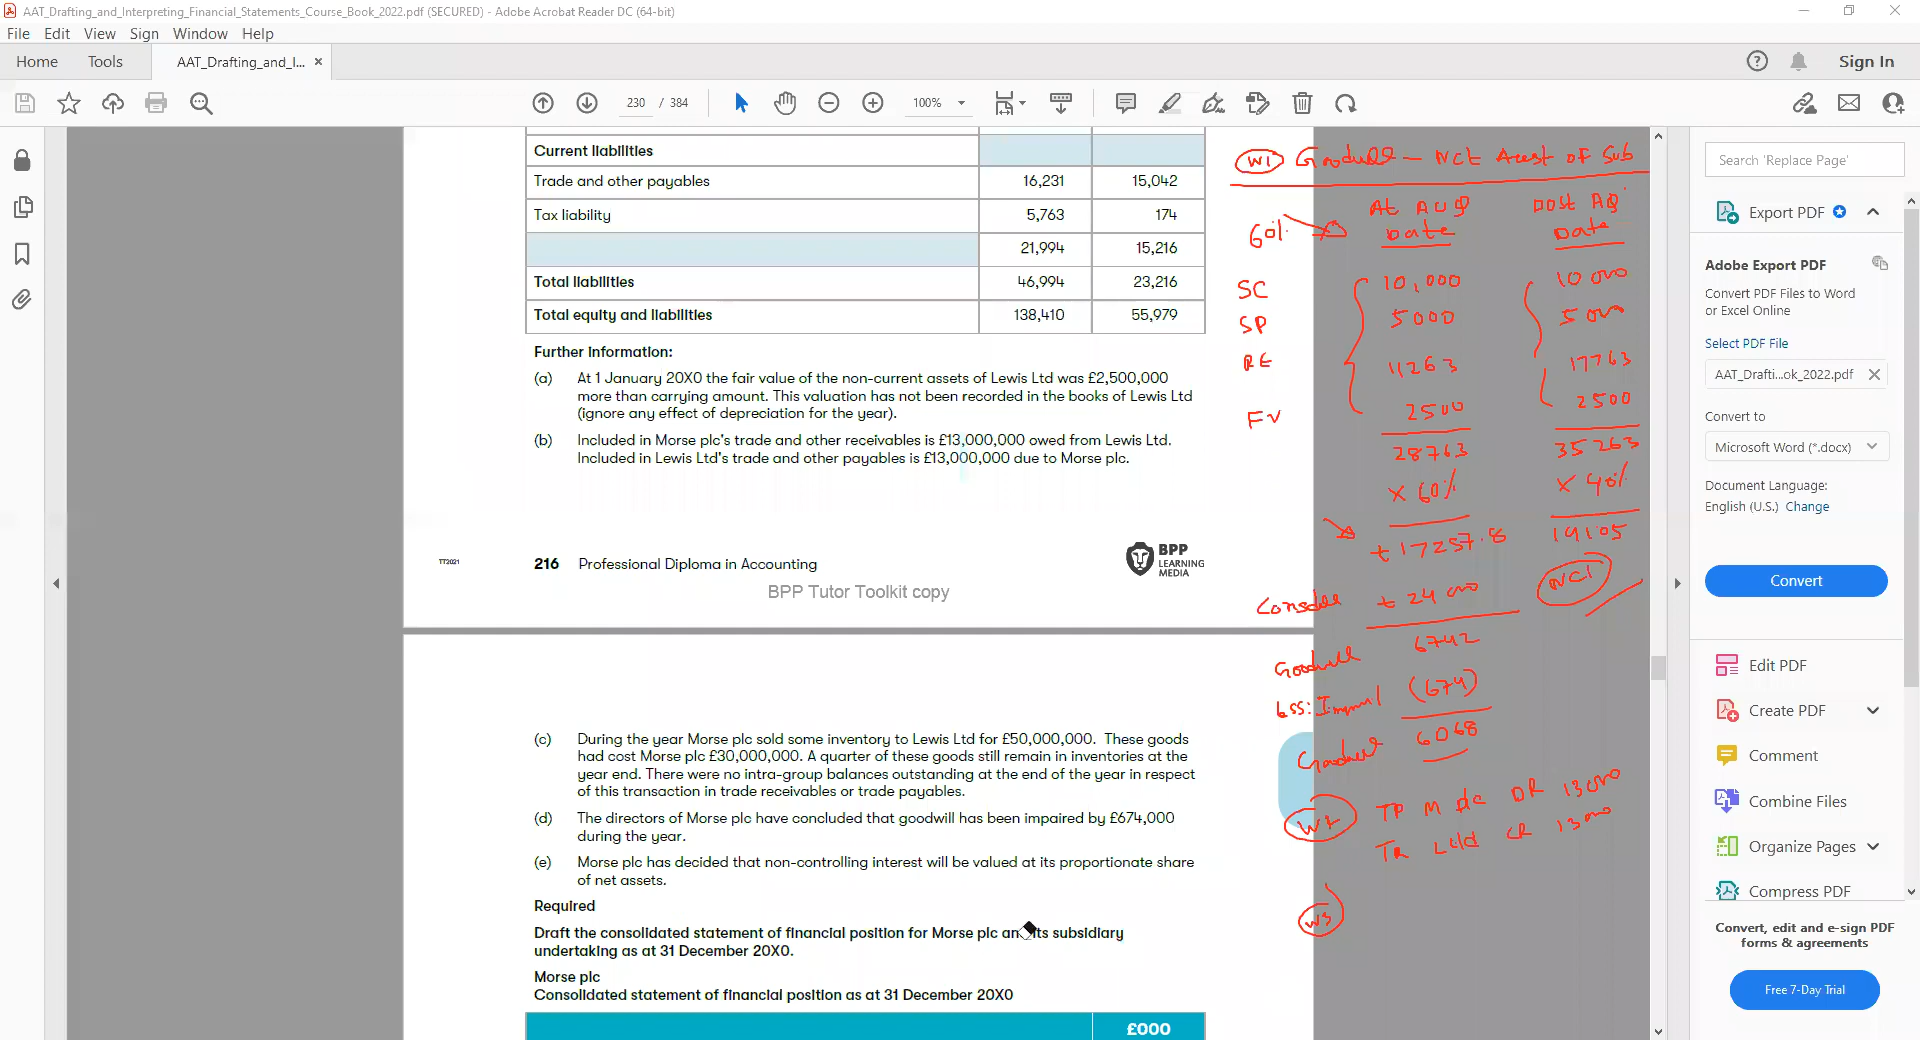 AAT_Drafting_and_Interpreting_Financial_Statements_Course_Book_2022.pdf (SECURED) - Adobe Acrobat Reader DC (64-bit)
File Edit View Sign Window Help
Home Tools AAT_Drafting_and_I... × Sign In
230 / 384 100%
Current liabilities
Trade and other payables 16,231 15,042
Tax liability 5,763 174
21,994 15,216
Total liabilities 46,994 23,216
Total equity and liabilities 138,410 55,979
Further information:
(a) At 1 January 20X0 the fair value of the non-current assets of Lewis Ltd was £2,500,000
more than carrying amount. This valuation has not been recorded in the books of Lewis Ltd
(ignore any effect of depreciation for the year).
(b) Included in Morse plc's trade and other receivables is £13,000,000 owed from Lewis Ltd.
Included in Lewis Ltd's trade and other payables is £13,000,000 due to Morse plc.
TT2021 216 Professional Diploma in Accounting BPP
LEARNING
MEDIA
BPP Tutor Toolkit copy
(c) During the year Morse plc sold some inventory to Lewis Ltd for £50,000,000. These goods
had cost Morse plc £30,000,000. A quarter of these goods still remain in inventories at the
year end. There were no intra-group balances outstanding at the end of the year in respect
of this transaction in trade receivables or trade payables.
(d) The directors of Morse plc have concluded that goodwill has been impaired by £674,000
during the year.
(e) Morse plc has decided that non-controlling interest will be valued at its proportionate share
of net assets.
Required
Draft the consolidated statement of financial position for Morse plc and its subsidiary
undertaking as at 31 December 20X0.
Morse plc
Consolidated statement of financial position as at 31 December 20X0
£000
W1 Goodwill - Net Asset of Sub
At Date Post Aq Date
60%
SC 10,000 10000
SP 5000 5000
RE 11263 17763
FV 2500 2500
28763 35263
x 60% x 40%
17257.8 19105
NCI
24000
Goodwill 6742
(674)
Goodwill 6068
TP M DR 13000
TR CR 13000
W3
Search 'Replace Page'
Export PDF
Adobe Export PDF
Convert PDF Files to Word
or Excel Online
Select PDF File
AAT_Drafti...ok_2022.pdf ×
Convert to
Microsoft Word (*.docx)
Document Language:
English (U.S.) Change
Convert
Edit PDF
Create PDF
Comment
Combine Files
Organize Pages
Compress PDF
Convert, edit and e-sign PDF
forms & agreements
Free 7-Day Trial